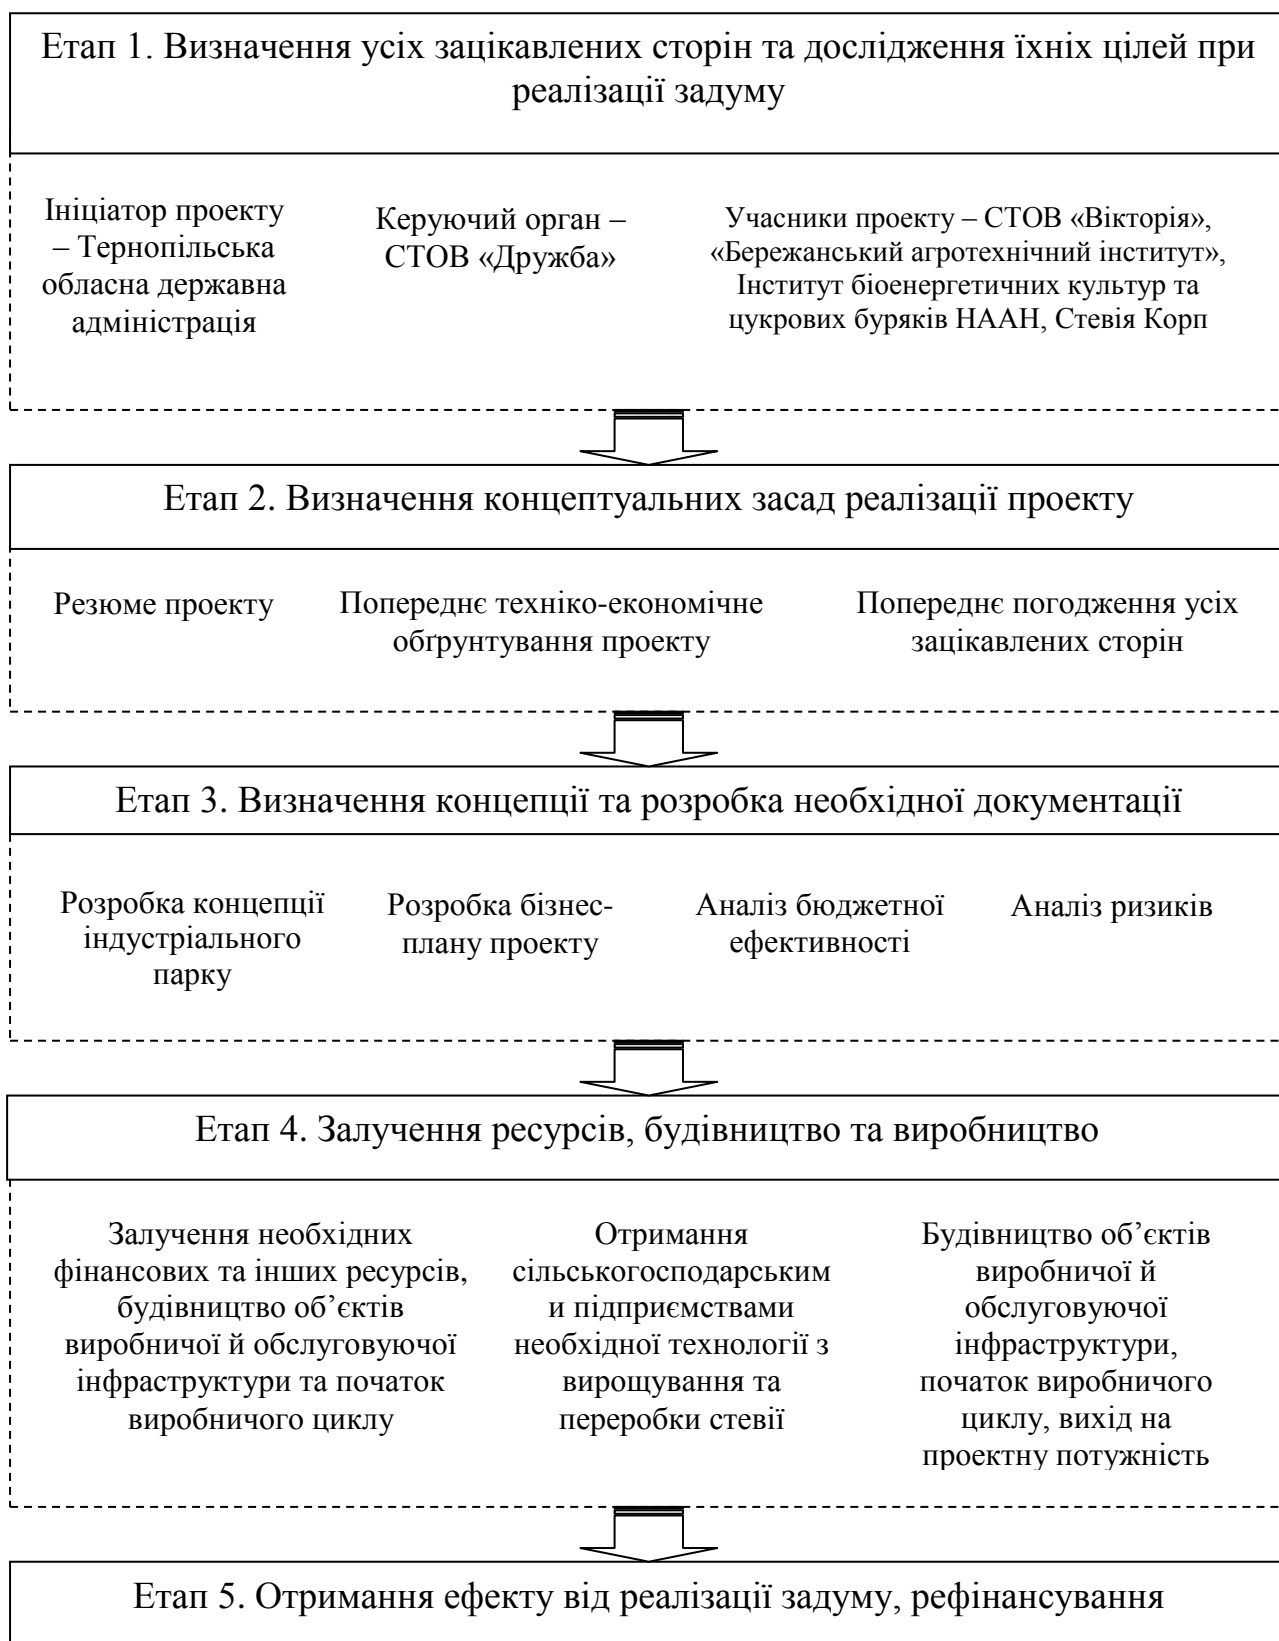 Етап 1. Визначення усіх зацікавлених сторін та дослідження їхніх цілей при
реалізації задуму
Ініціатор проекту
– Тернопільська
обласна державна
адміністрація
Керуючий орган –
СТОВ «Дружба»
Учасники проекту – СТОВ «Вікторія»,
«Бережанський агротехнічний інститут»,
Інститут біоенергетичних культур та
цукрових буряків НААН, Стевія Корп
Етап 2. Визначення концептуальних засад реалізації проекту
Резюме проекту
Попереднє техніко-економічне
обґрунтування проекту
Попереднє погодження усіх
зацікавлених сторін
Етап 3. Визначення концепції та розробка необхідної документації
Розробка концепції
індустріального
парку
Розробка бізнес-
плану проекту
Аналіз бюджетної
ефективності
Аналіз ризиків
Етап 4. Залучення ресурсів, будівництво та виробництво
Залучення необхідних
фінансових та інших ресурсів,
будівництво об’єктів
виробничої й обслуговуючої
інфраструктури та початок
виробничого циклу
Отримання
сільськогосподарським
и підприємствами
необхідної технології з
вирощування та
переробки стевії
Будівництво об’єктів
виробничої й
обслуговуючої
інфраструктури,
початок виробничого
циклу, вихід на
проектну потужність
Етап 5. Отримання ефекту від реалізації задуму, рефінансування